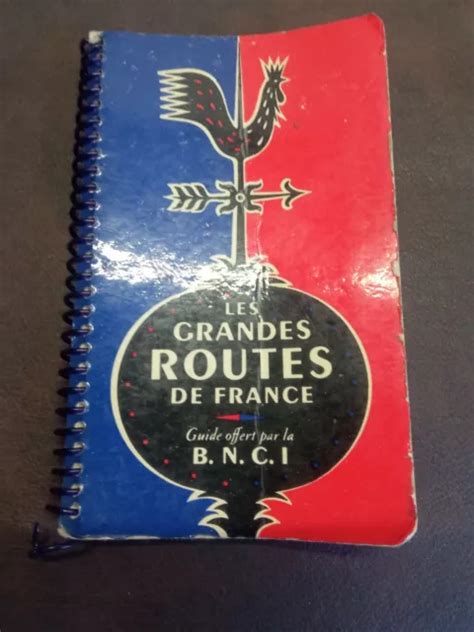 LES
GRANDES
ROUTES
DE FRANCE
Guide offert par la
B. N. C. I